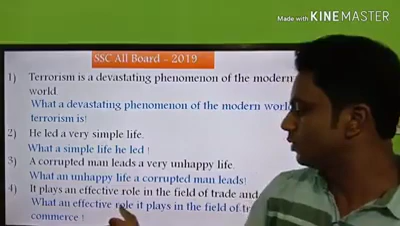 Made with KINEMASTER
SSC All Board - 2019
1) Terrorism is a devastating phenomenon of the modern
world
What a devastating phenomenon of the modern
terrorism is!
2) He led a very simple life.
What a simple life he led !
3) A corrupted man leads a very unhappy life.
What an unhappy life a corrupted man leads!
4) It plays an effective role in the field of trade and
What an effective role it plays in the field of
commerce !